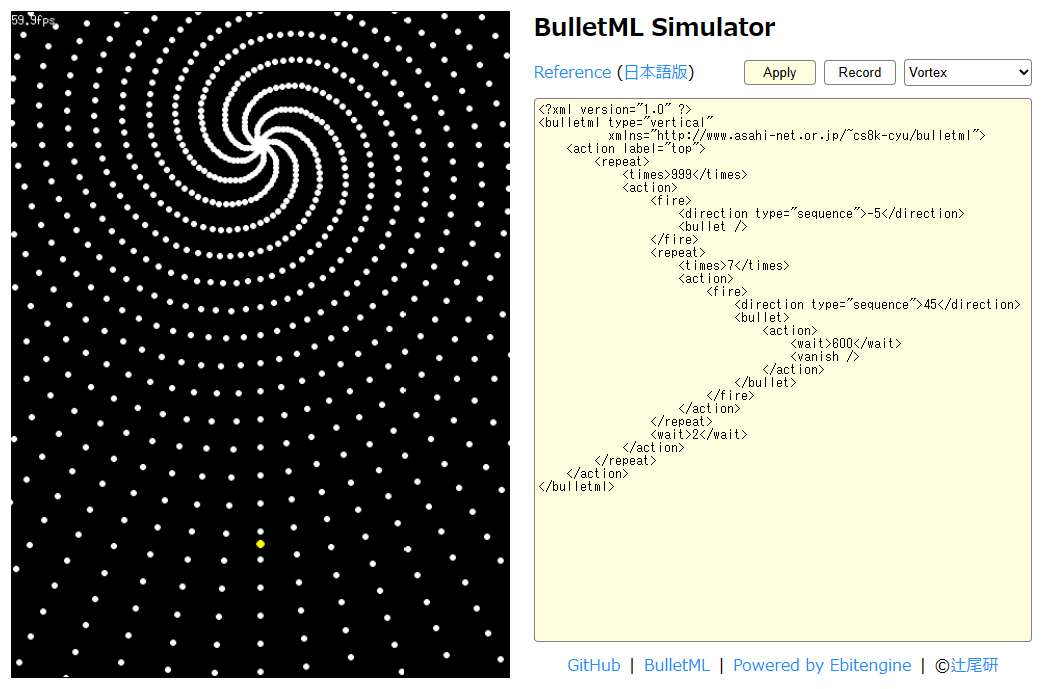 59.9fps
BulletML Simulator
Reference (日本語版)
Apply
Record
Vortex
<?xml version="1.0" ?>
<bulletml type="vertical"
          xmlns="http://www.asahi-net.or.jp/~cs8k-cyu/bulletml">
    <action label="top">
        <repeat>
            <times>999</times>
            <action>
                <fire>
                    <direction type="sequence">-5</direction>
                    <bullet />
                </fire>
                <repeat>
                    <times>7</times>
                    <action>
                        <fire>
                            <direction type="sequence">45</direction>
                            <bullet>
                                <action>
                                    <wait>600</wait>
                                    <vanish />
                                </action>
                            </bullet>
                        </fire>
                    </action>
                </repeat>
                <wait>2</wait>
            </action>
        </repeat>
    </action>
</bulletml>
GitHub | BulletML | Powered by Ebitengine | ©辻尾研